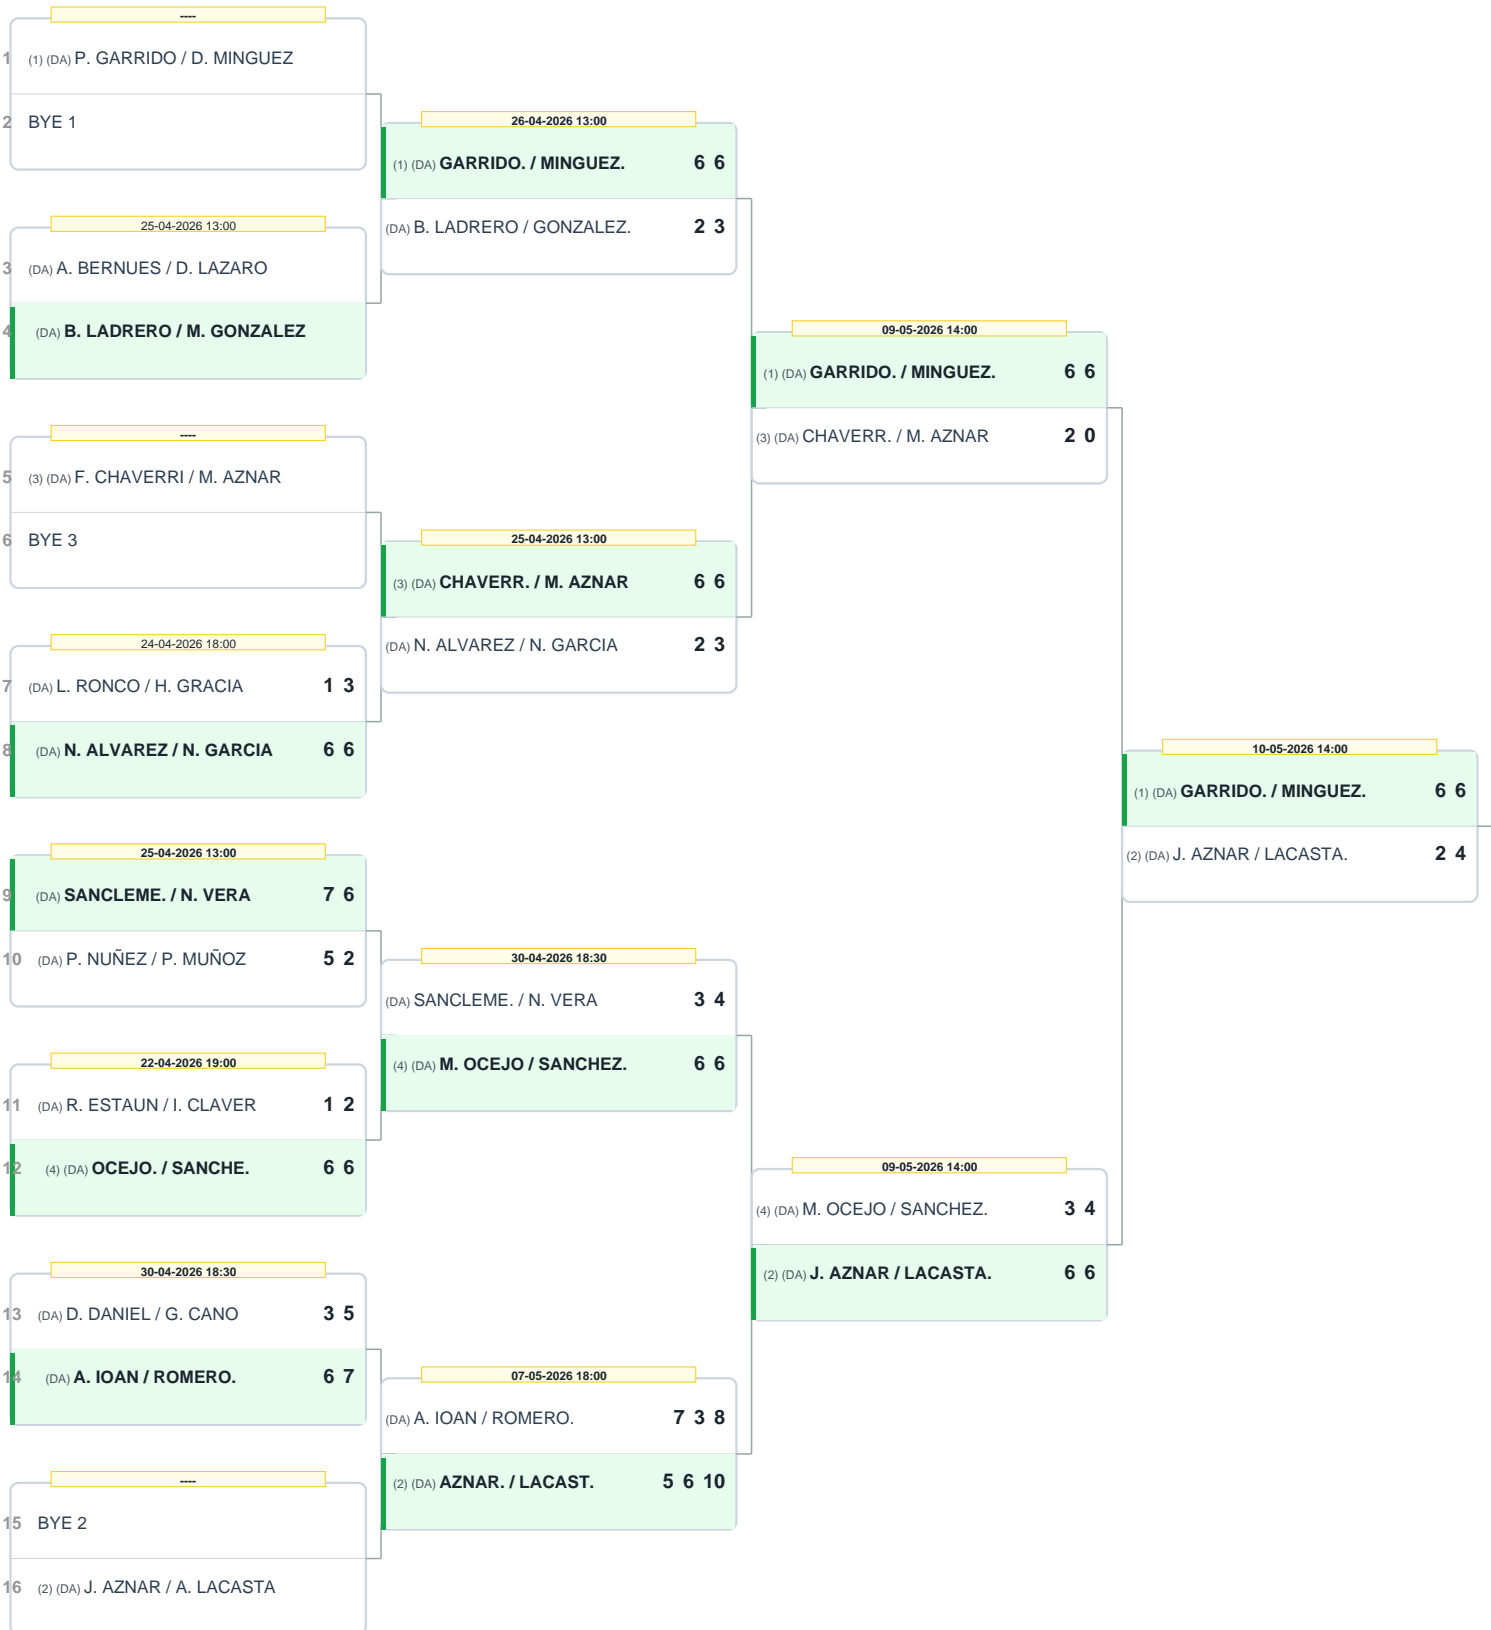 ----
1 (1) (DA) P. GARRIDO / D. MINGUEZ
2 BYE 1
25-04-2026 13:00
3 (DA) A. BERNUES / D. LAZARO
4 (DA) B. LADRERO / M. GONZALEZ
----
5 (3) (DA) F. CHAVERRI / M. AZNAR
6 BYE 3
24-04-2026 18:00
7 (DA) L. RONCO / H. GRACIA 1 3
8 (DA) N. ALVAREZ / N. GARCIA 6 6
25-04-2026 13:00
9 (DA) SANCLEME. / N. VERA 7 6
10 (DA) P. NUÑEZ / P. MUÑOZ 5 2
22-04-2026 19:00
11 (DA) R. ESTAUN / I. CLAVER 1 2
12 (4) (DA) OCEJO. / SANCHE. 6 6
30-04-2026 18:30
13 (DA) D. DANIEL / G. CANO 3 5
14 (DA) A. IOAN / ROMERO. 6 7
----
15 BYE 2
16 (2) (DA) J. AZNAR / A. LACASTA
26-04-2026 13:00
(1) (DA) GARRIDO. / MINGUEZ. 6 6
(DA) B. LADRERO / GONZALEZ. 2 3
25-04-2026 13:00
(3) (DA) CHAVERR. / M. AZNAR 6 6
(DA) N. ALVAREZ / N. GARCIA 2 3
30-04-2026 18:30
(DA) SANCLEME. / N. VERA 3 4
(4) (DA) M. OCEJO / SANCHEZ. 6 6
07-05-2026 18:00
(DA) A. IOAN / ROMERO. 7 3 8
(2) (DA) AZNAR. / LACAST. 5 6 10
09-05-2026 14:00
(1) (DA) GARRIDO. / MINGUEZ. 6 6
(3) (DA) CHAVERR. / M. AZNAR 2 0
09-05-2026 14:00
(4) (DA) M. OCEJO / SANCHEZ. 3 4
(2) (DA) J. AZNAR / LACASTA. 6 6
10-05-2026 14:00
(1) (DA) GARRIDO. / MINGUEZ. 6 6
(2) (DA) J. AZNAR / LACASTA. 2 4